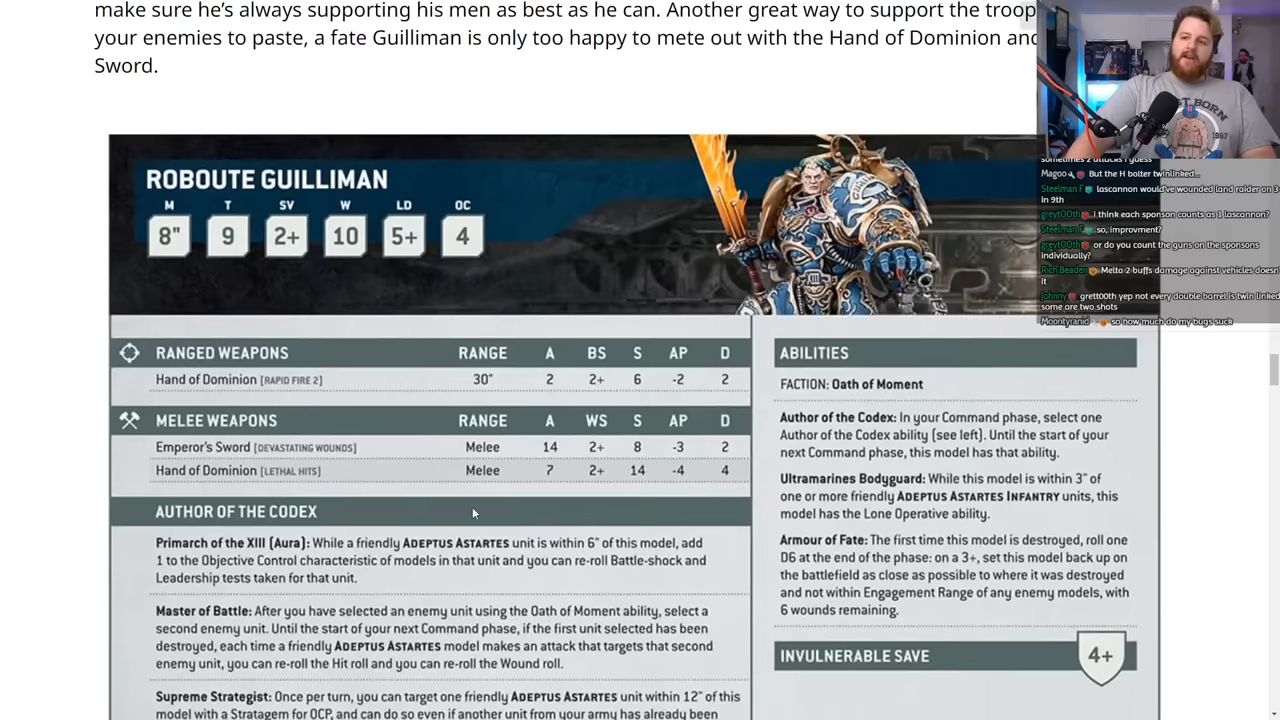 make sure he's always supporting his men as best as he can. Another great way to support the troop
your enemies to paste, a fate Guilliman is only too happy to mete out with the Hand of Dominion and
Sword.
ROBOUTE GUILLIMAN
M T SV W LD OC
8" 9 2+ 10 5+ 4
RANGED WEAPONS RANGE A BS S AP D
Hand of Dominion [RAPID FIRE 2] 30" 2 2+ 6 -2 2
MELEE WEAPONS RANGE A WS S AP D
Emperor's Sword [DEVASTATING WOUNDS] Melee 14 2+ 8 -3 2
Hand of Dominion [LETHAL HITS] Melee 7 2+ 14 -4 4
AUTHOR OF THE CODEX
Primarch of the XIII (Aura): While a friendly ADEPTUS ASTARTES unit is within 6" of this model, add
1 to the Objective Control characteristic of models in that unit and you can re-roll Battle-shock and
Leadership tests taken for that unit.
Master of Battle: After you have selected an enemy unit using the Oath of Moment ability, select a
second enemy unit. Until the start of your next Command phase, if the first unit selected has been
destroyed, each time a friendly ADEPTUS ASTARTES model makes an attack that targets that second
enemy unit, you can re-roll the Hit roll and you can re-roll the Wound roll.
Supreme Strategist: Once per turn, you can target one friendly ADEPTUS ASTARTES unit within 12" of this
model with a Stratagem for 0CP, and can do so even if another unit from your army has already been
ABILITIES
FACTION: Oath of Moment
Author of the Codex: In your Command phase, select one
Author of the Codex ability (see left). Until the start of your
next Command phase, this model has that ability.
Ultramarines Bodyguard: While this model is within 3" of
one or more friendly ADEPTUS ASTARTES INFANTRY units, this
model has the Lone Operative ability.
Armour of Fate: The first time this model is destroyed, roll one
D6 at the end of the phase: on a 3+, set this model back up on
the battlefield as close as possible to where it was destroyed
and not within Engagement Range of any enemy models, with
6 wounds remaining.
INVULNERABLE SAVE 4+
XIII
1997
sometimes 2 attacks i guess
Magoo But the H bolter twinlinked...
Steelman F lascannon would've wounded land raider on 3
in 9th
greyt00th i think each sponson counts as 1 lascannon?
Steelman F so, improvment?
greyt00th or do you count the guns on the sponsons
individually?
Rich Beaden Melta 2 buffs damage against vehicles doesn'
it
Johnny grett00th yep not every double barrel is twin linked
some are two shots
Moontyranid so how much do my bugs suck